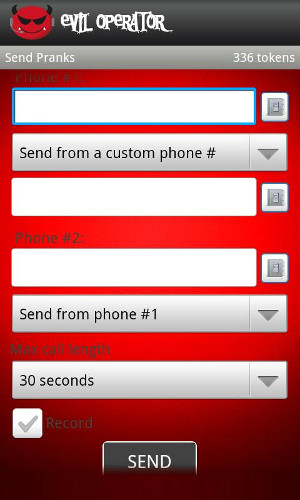 EVIL OPERATOR
Send Pranks 336 tokens
Phone #1:
Send from a custom phone #
Phone #2:
Send from phone #1
Max call length
30 seconds
Record
SEND